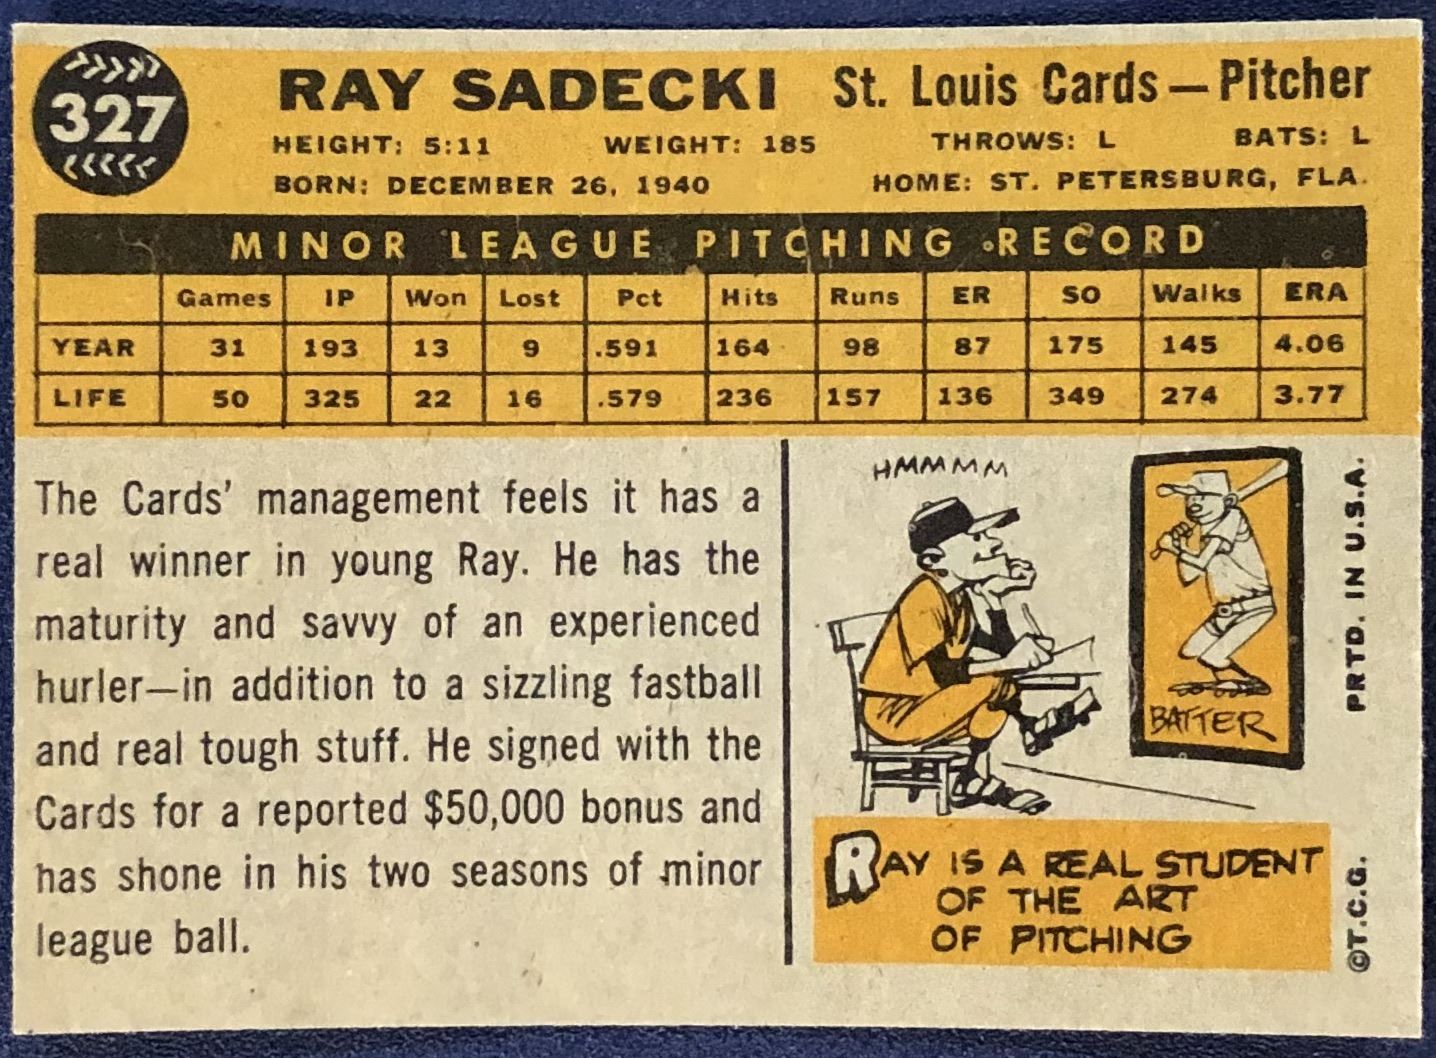 327
RAY SADECKI St. Louis Cards—Pitcher
HEIGHT: 5:11 WEIGHT: 185 THROWS: L BATS: L
BORN: DECEMBER 26, 1940 HOME: ST. PETERSBURG, FLA.
MINOR LEAGUE PITCHING RECORD
Games IP Won Lost Pct Hits Runs ER SO Walks ERA
YEAR 31 193 13 9 .591 164 98 87 175 145 4.06
LIFE 50 325 22 16 .579 236 157 136 349 274 3.77
The Cards' management feels it has a
real winner in young Ray. He has the
maturity and savvy of an experienced
hurler—in addition to a sizzling fastball
and real tough stuff. He signed with the
Cards for a reported $50,000 bonus and
has shone in his two seasons of minor
league ball.
HMMMMM
BATTER
RAY IS A REAL STUDENT
OF THE ART
OF PITCHING
©T.C.G. PRTD. IN U.S.A.